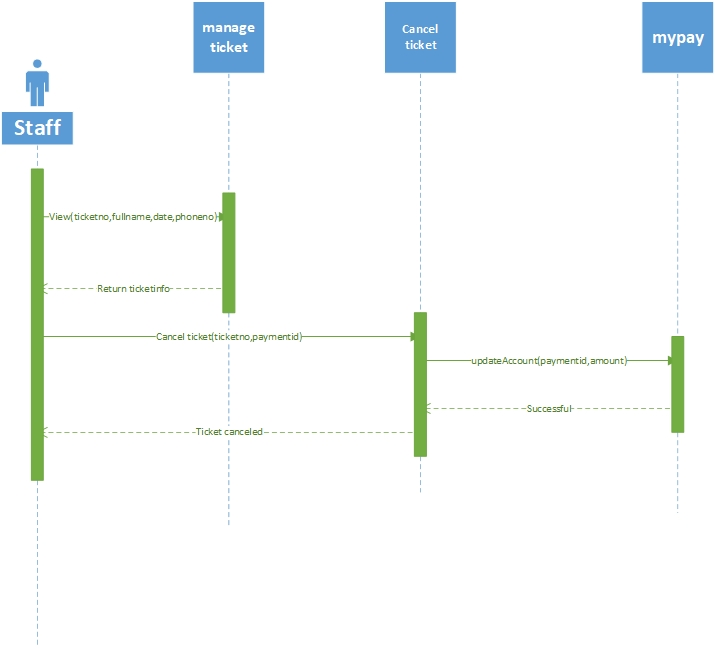 manage
ticket
Cancel
ticket
mypay
Staff
View(ticketno,fullname,date,phoneno)
Return ticketinfo
Cancel ticket(ticketno,paymentid)
updateAccount(paymentid,amount)
Successful
Ticket canceled